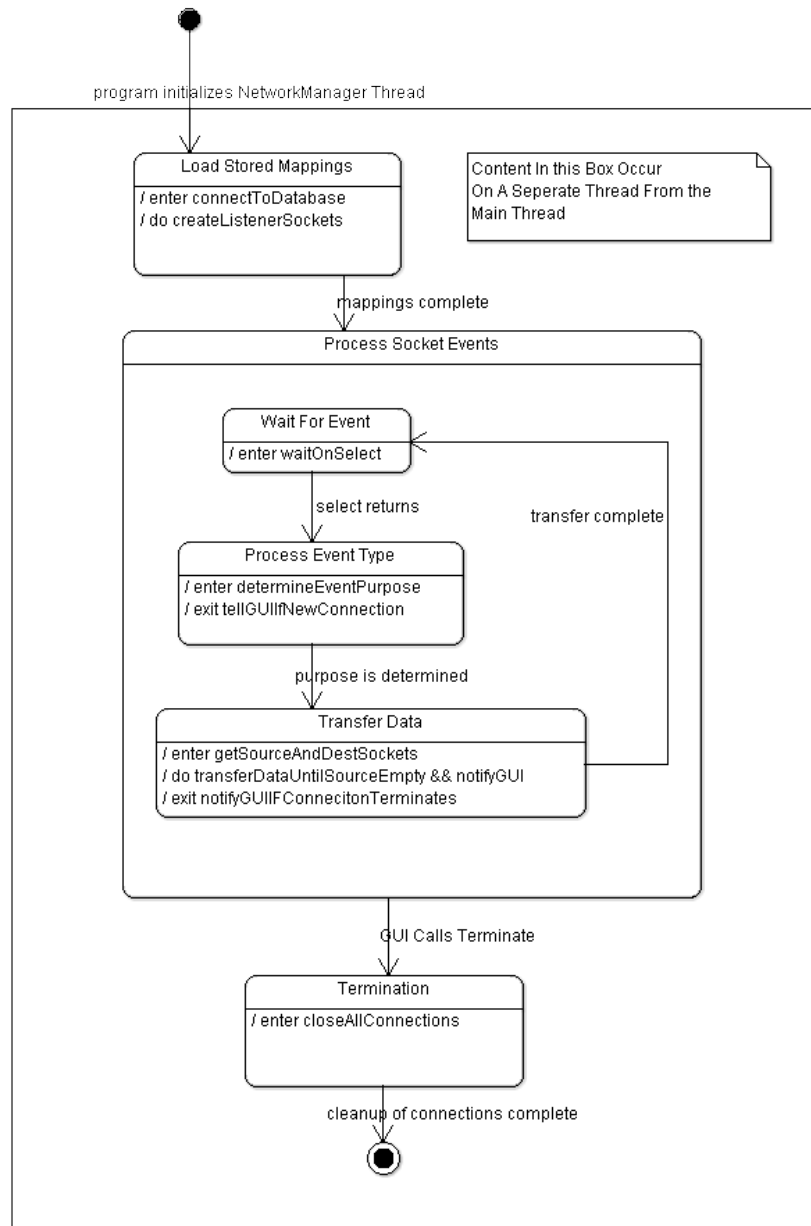 program initializes NetworkManager Thread
Load Stored Mappings
/ enter connectToDatabase
/ do createListenerSockets
Content In this Box Occur
On A Seperate Thread From the
Main Thread
mappings complete
Process Socket Events
Wait For Event
/ enter waitOnSelect
select returns
transfer complete
Process Event Type
/ enter determineEventPurpose
/ exit tellGUIIfNewConnection
purpose is determined
Transfer Data
/ enter getSourceAndDestSockets
/ do transferDataUntilSourceEmpty && notifyGUI
/ exit notifyGUIIFConnecitonTerminates
GUI Calls Terminate
Termination
/ enter closeAllConnections
cleanup of connections complete